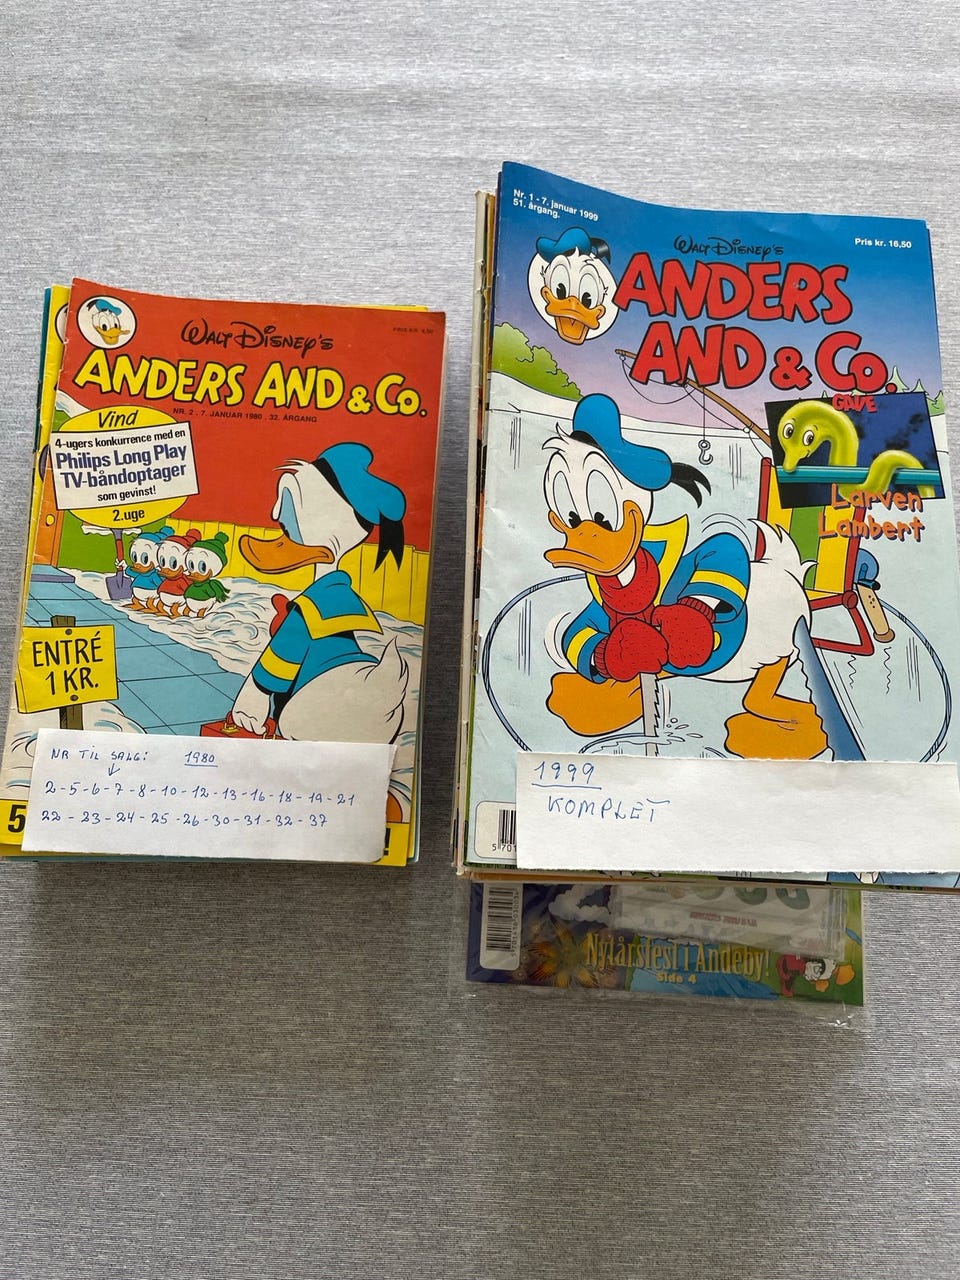 WALT DISNEY'S
PRIS KR. 4,50
ANDERS AND & Co.
NR. 2 . 7. JANUAR 1980 . 32. ÅRGANG
Vind
4-ugers konkurrence med en
Philips Long Play
TV-båndoptager
som gevinst!
2.uge
ENTRÉ
1 KR.
5
NR TIL SALG: 1980
2-5-6-7-8-10-12-13-16-18-19-21
22-23-24-25-26-30-31-32-37
Nr. 1 - 7. januar 1999
51. årgang.
Pris kr. 16,50
WALT DISNEY'S
ANDERS
AND & Co.
GAVE
Larven
Lambert
1999
KOMPLET
5 701
Nytårsfest i Andeby!
Side 4